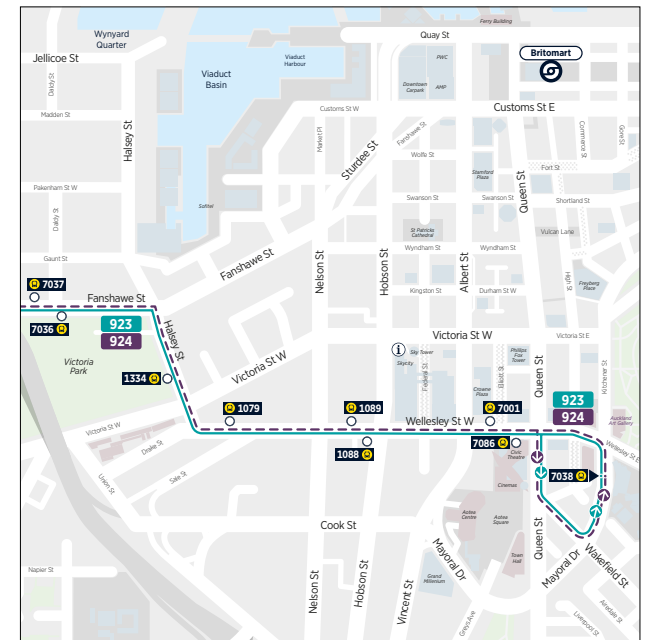 Ferry Building
Wynyard
Quarter
Quay St
Jellicoe St
Viaduct
Harbour
PWC
Britomart
Viaduct
Basin
Daldy St
Downtown
Carpark
AMP
Madden St
Customs St W
Customs St E
Halsey St
Market Pl
Sturdee St
Fanshawe St
Commerce St
Gore St
Wolfe St
Fort St
Stamford
Plaza
Queen St
Pakenham St W
Swanson St
Swanson St
Shortland St
Sofitel
Daldy St
St Patricks
Cathedral
Vulcan Lane
Gaunt St
Fanshawe St
Nelson St
Hobson St
Wyndham St
Albert St
Wyndham St
High St
Freyberg
Plaza
7037
Kingston St
Durham St W
Fanshawe St
7036
923
924
Halsey St
Victoria St W
Victoria St E
Victoria
Park
Victoria St W
Sky Tower
Skycity
Federal St
Phillips
Fox
Tower
Elliott St
Queen St
Kitchener St
1334
Crowne
Plaza
923
924
1079
1089
7001
Wellesley St W
Auckland
Art Gallery
Victoria St W
Drake St
1088
7086
Civic
Theatre
Wellesley St E
Union St
Sale St
Cinemas
7038
Cook St
Aotea
Centre
Aotea
Square
Mayoral Dr
Town
Hall
Queen St
Mayoral Dr
Wakefield St
Napier St
Nelson St
Hobson St
Vincent St
Grand
Millenium
Greys Ave
Airedale St
Liverpool St